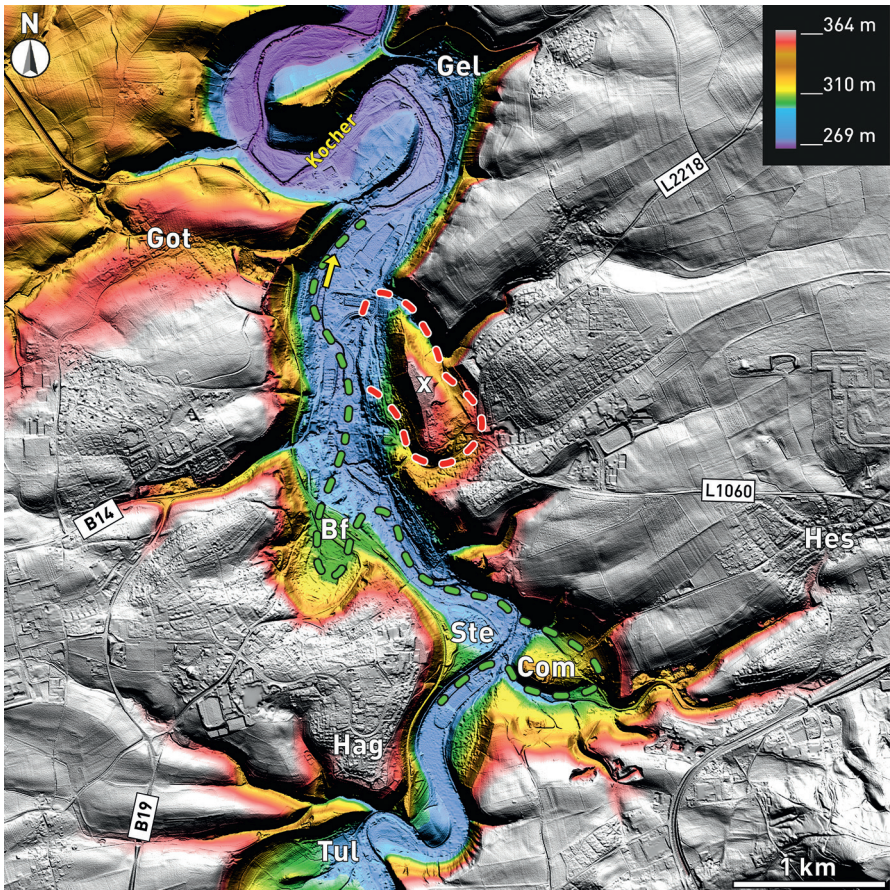 N
364 m
310 m
269 m
Gel
Kocher
L2218
Got
x
B14
L1060
Bf
Hes
Ste
Com
Hag
B19
Tul
1 km